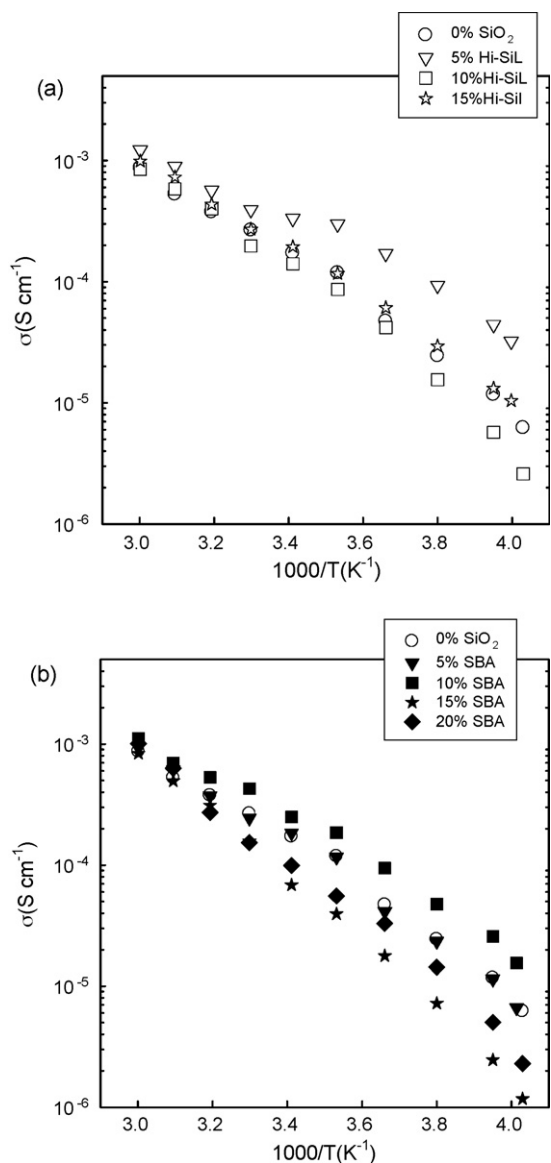 (a)
0% SiO₂
5% Hi-SiL
10%Hi-SiL
15%Hi-Sil
σ(S cm⁻¹)
10⁻³
10⁻⁴
10⁻⁵
10⁻⁶
3.0 3.2 3.4 3.6 3.8 4.0
1000/T(K⁻¹)
(b)
0% SiO₂
5% SBA
10% SBA
15% SBA
20% SBA
σ(S cm⁻¹)
10⁻³
10⁻⁴
10⁻⁵
10⁻⁶
3.0 3.2 3.4 3.6 3.8 4.0
1000/T(K⁻¹)